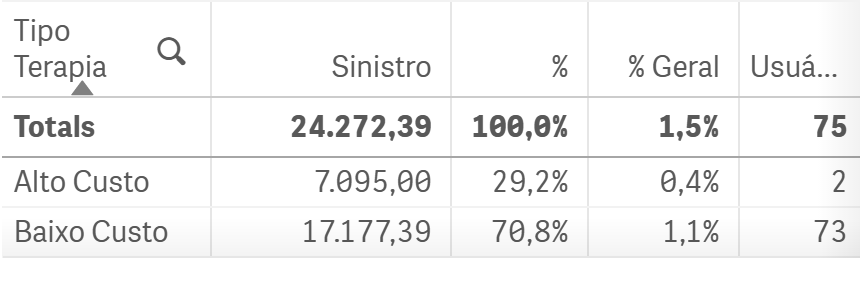 Tipo
Terapia Sinistro % % Geral Usuá...
Totals 24.272,39 100,0% 1,5% 75
Alto Custo 7.095,00 29,2% 0,4% 2
Baixo Custo 17.177,39 70,8% 1,1% 73